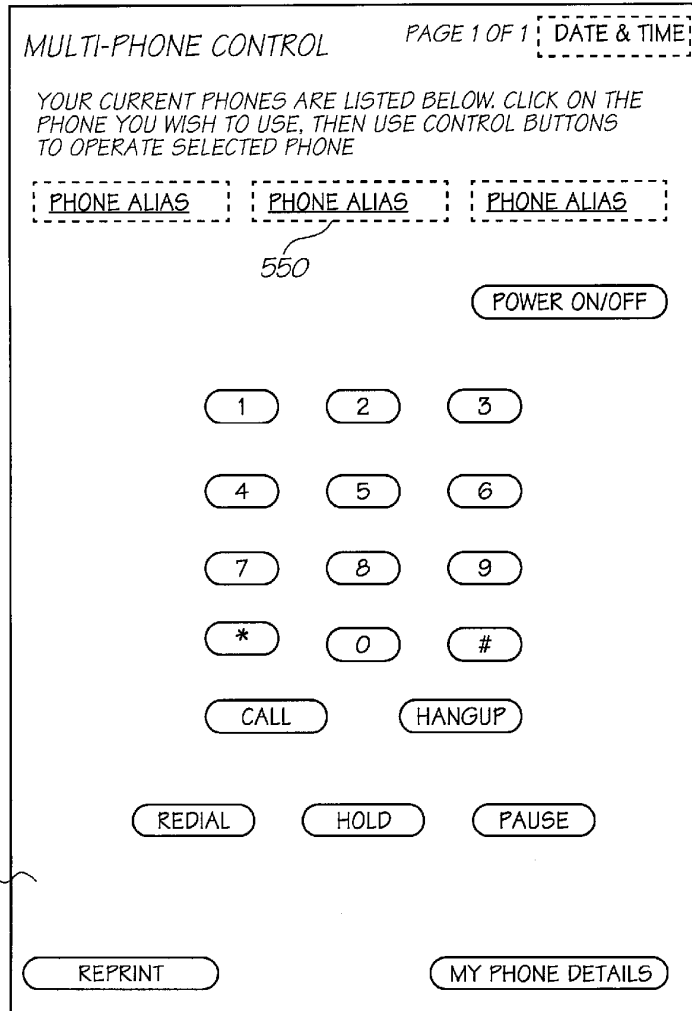 MULTI-PHONE CONTROL PAGE 1 OF 1 DATE & TIME
YOUR CURRENT PHONES ARE LISTED BELOW. CLICK ON THE
PHONE YOU WISH TO USE, THEN USE CONTROL BUTTONS
TO OPERATE SELECTED PHONE
PHONE ALIAS PHONE ALIAS PHONE ALIAS
550
POWER ON/OFF
1 2 3
4 5 6
7 8 9
* 0 #
CALL HANGUP
REDIAL HOLD PAUSE
REPRINT MY PHONE DETAILS